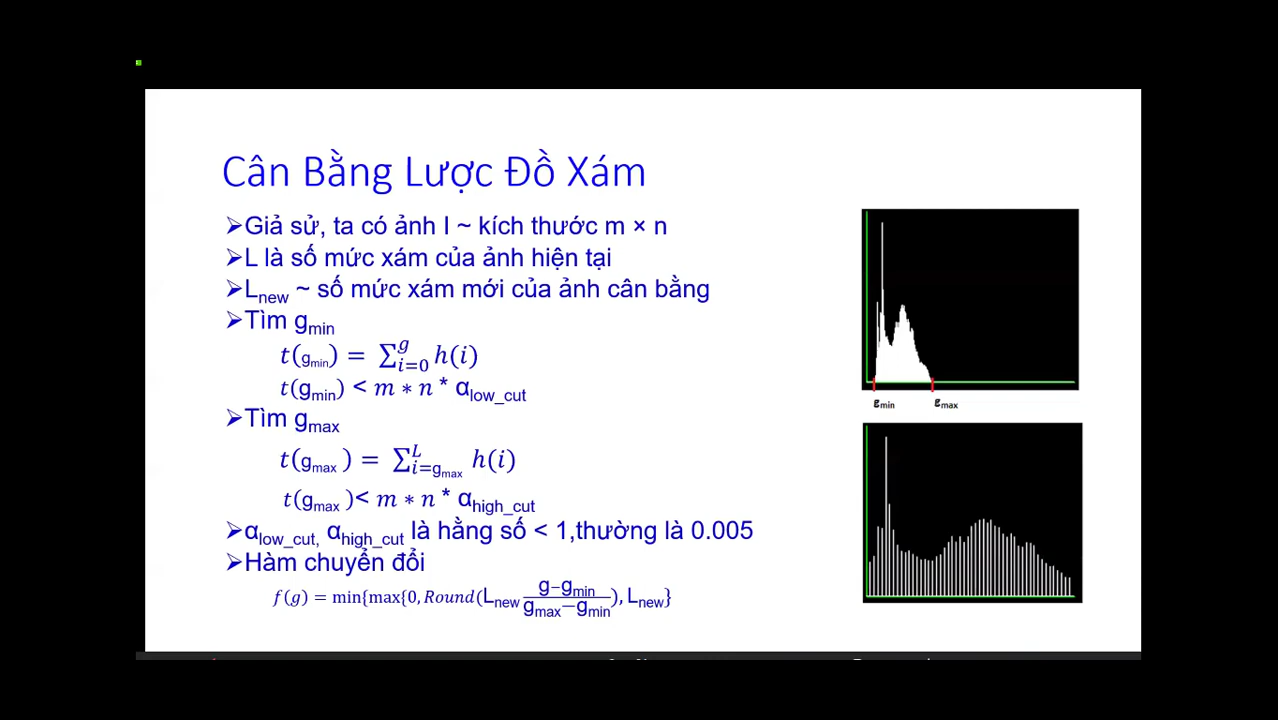 Cân Bằng Lược Đồ Xám
➢Giả sử, ta có ảnh I ~ kích thước m × n
➢L là số mức xám của ảnh hiện tại
➢Lnew ~ số mức xám mới của ảnh cân bằng
➢Tìm gmin
t(gmin) = ∑_{i=0}^{g} h(i)
t(gmin) < m ∗ n * αlow_cut
➢Tìm gmax
t(gmax ) = ∑_{i=gmax}^{L} h(i)
t(gmax )< m ∗ n * αhigh_cut
➢αlow_cut, αhigh_cut là hằng số < 1,thường là 0.005
➢Hàm chuyển đổi
f(g) = min{max{0, Round(Lnew (g−gmin)/(gmax−gmin)), Lnew}
gmin gmax